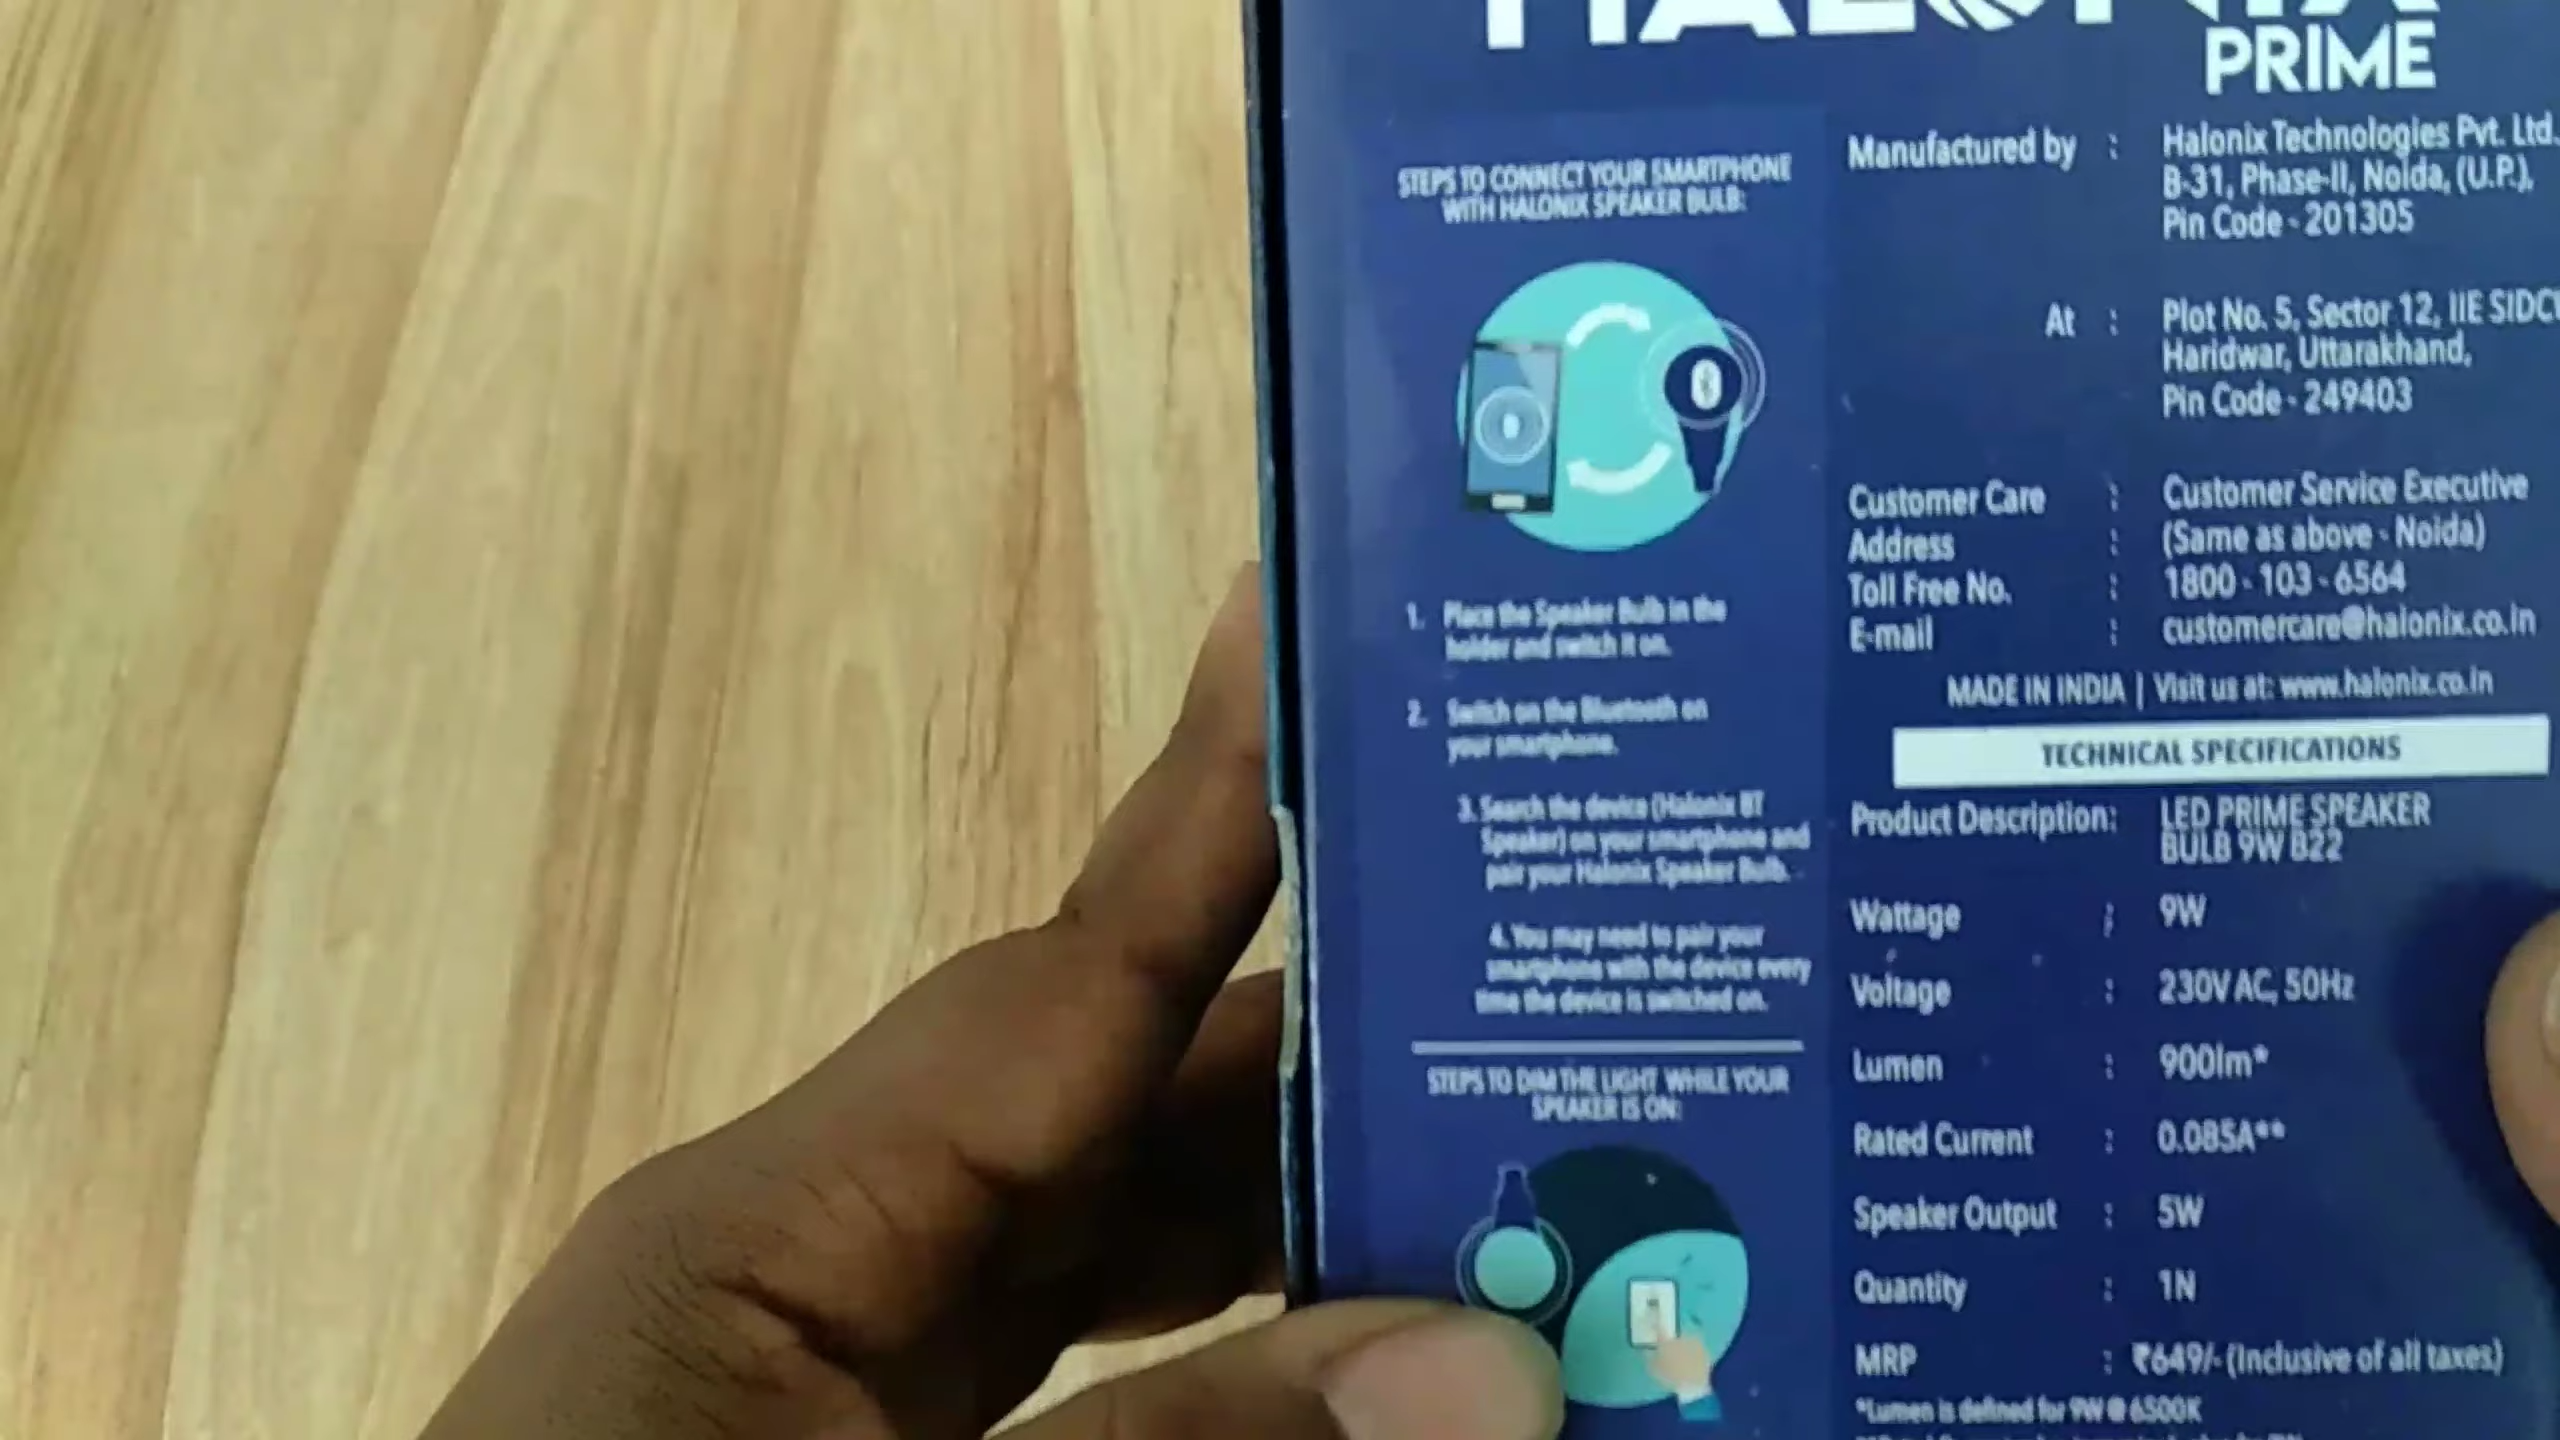 HALONIX
PRIME
STEPS TO CONNECT YOUR SMARTPHONE
WITH HALONIX SPEAKER BULB:
1. Place the Speaker Bulb in the
holder and switch it on.
2. Switch on the Bluetooth on
your smartphone.
3. Search the device (Halonix BT
Speaker) on your smartphone and
pair your Halonix Speaker Bulb.
4. You may need to pair your
smartphone with the device every
time the device is switched on.
STEPS TO DIM THE LIGHT WHILE YOUR
SPEAKER IS ON:
Manufactured by : Halonix Technologies Pvt. Ltd.
B-31, Phase-II, Noida, (U.P.),
Pin Code - 201305
At : Plot No. 5, Sector 12, IIE
Haridwar, Uttarakhand,
Pin Code - 249403
Customer Care : Customer Service Executive
Address : (Same as above - Noida)
Toll Free No. : 1800 - 103 - 6564
E-mail : customercare@halonix.co.in
MADE IN INDIA | Visit us at: www.halonix.co.in
TECHNICAL SPECIFICATIONS
Product Description: LED PRIME SPEAKER
BULB 9W B22
Wattage : 9W
Voltage : 230V AC, 50Hz
Lumen : 900lm*
Rated Current : 0.085A**
Speaker Output : 5W
Quantity : 1N
MRP : ₹649/- (Inclusive of all taxes)
*Lumen is defined for 9W @ 6500K